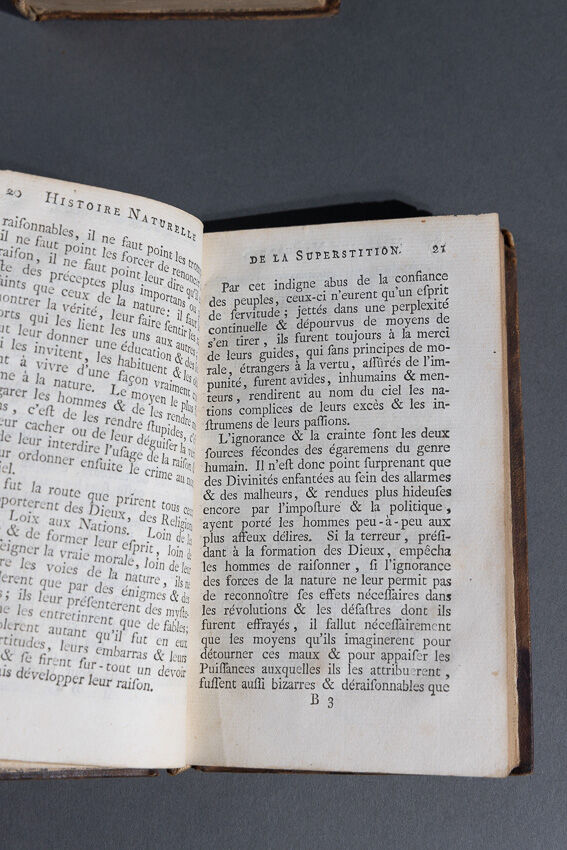 20 HISTOIRE NATURELLE
raiſonnables, il ne faut point les
il ne faut point les forcer de
raiſon, il ne faut point leur dire
des préceptes plus importans ou
que ceux de la nature; il faut
montrer la vérité, leur faire ſentir les
qui les lient les uns aux autres
leur donner une éducation & des
les invitent, les habituent & les
à vivre d'une façon vraiment
à la nature. Le moyen le plus
les hommes & de les rendre
c'eſt de les rendre ſtupides,
cacher ou de leur déguiſer la
de leur interdire l'uſage de la raiſon,
ordonner enſuite le crime au
ciel.
fut la route que prirent tous ceux
des Dieux, des Religions
Loix aux Nations. Loin de
& de former leur eſprit, loin de
la vraie morale, loin de leur
les voies de la nature, ils ne
que par des énigmes & des
ils leur préſenterent des
les entretinrent que de fables;
autant qu'il fut en eux
leurs embarras & leurs
& ſe firent ſur-tout un devoir
développer leur raiſon.
DE LA SUPERSTITION. 21
Par cet indigne abus de la confiance
des peuples, ceux-ci n'eurent qu'un eſprit
de ſervitude; jettés dans une perplexité
continuelle & dépourvus de moyens de
s'en tirer, ils furent toujours à la merci
de leurs guides, qui ſans principes de mo-
rale, étrangers à la vertu, aſſurés de l'im-
punité, furent avides, inhumains & men-
teurs, rendirent au nom du ciel les na-
tions complices de leurs excès & les in-
ſtrumens de leurs paſſions.
L'ignorance & la crainte ſont les deux
ſources fécondes des égaremens du genre
humain. Il n'eſt donc point ſurprenant que
des Divinités enfantées au ſein des allarmes
& des malheurs, & rendues plus hideuſes
encore par l'impoſture & la politique,
ayent porté les hommes peu-à-peu aux
plus affeux délires. Si la terreur, préſi-
dant à la formation des Dieux, empêcha
les hommes de raiſonner, ſi l'ignorance
des forces de la nature ne leur permit pas
de reconnoître ſes effets néceſſaires dans
les révolutions & les déſaſtres dont ils
furent effrayés, il fallut néceſſairement
que les moyens qu'ils imaginerent pour
détourner ces maux & pour appaiſer les
Puiſſances auxquelles ils les attribuerent,
fuſſent auſſi bizarres & déraiſonnables que
B 3